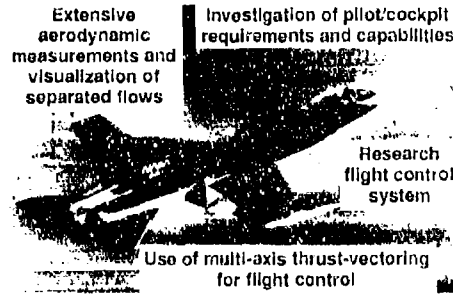 Extensive
aerodynamic
measurements and
visualization of
separated flows
Investigation of pilot/cockpit
requirements and capabilities
Research
flight control
system
Use of multi-axis thrust-vectoring
for flight control